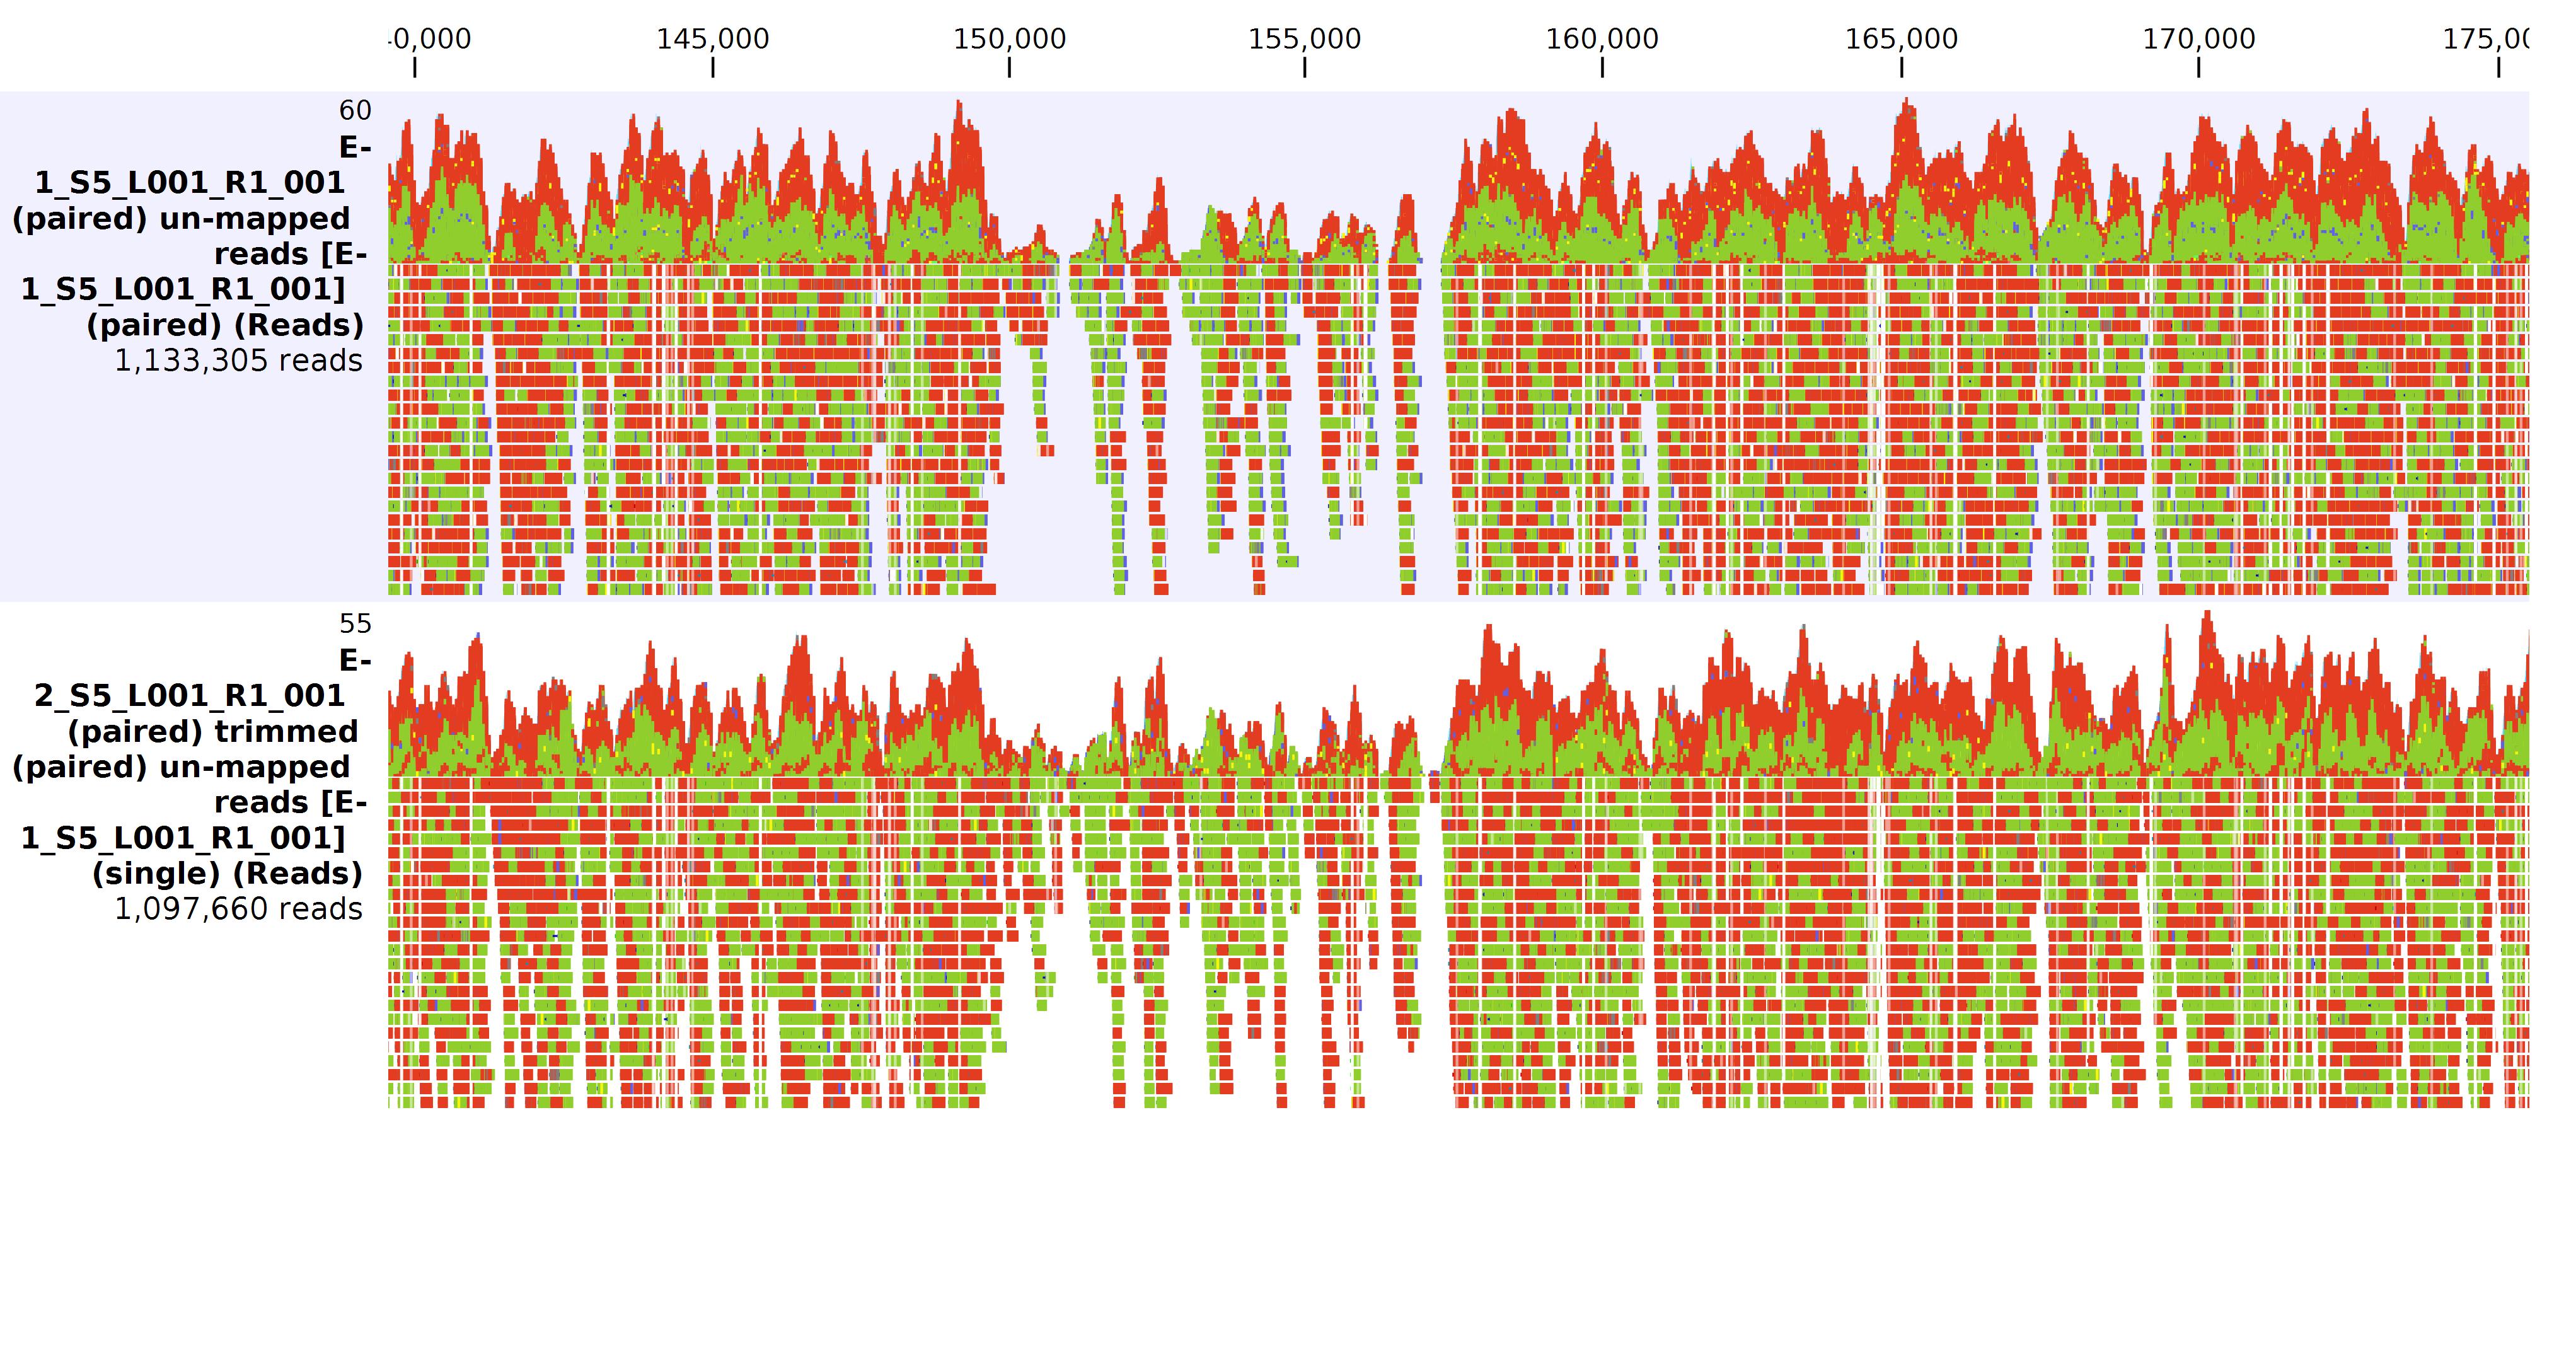 -0,000 145,000 150,000 155,000 160,000 165,000 170,000 175,0
60
E-
1_S5_L001_R1_001
(paired) un-mapped
reads [E-
1_S5_L001_R1_001]
(paired) (Reads)
1,133,305 reads
55
E-
2_S5_L001_R1_001
(paired) trimmed
(paired) un-mapped
reads [E-
1_S5_L001_R1_001]
(single) (Reads)
1,097,660 reads